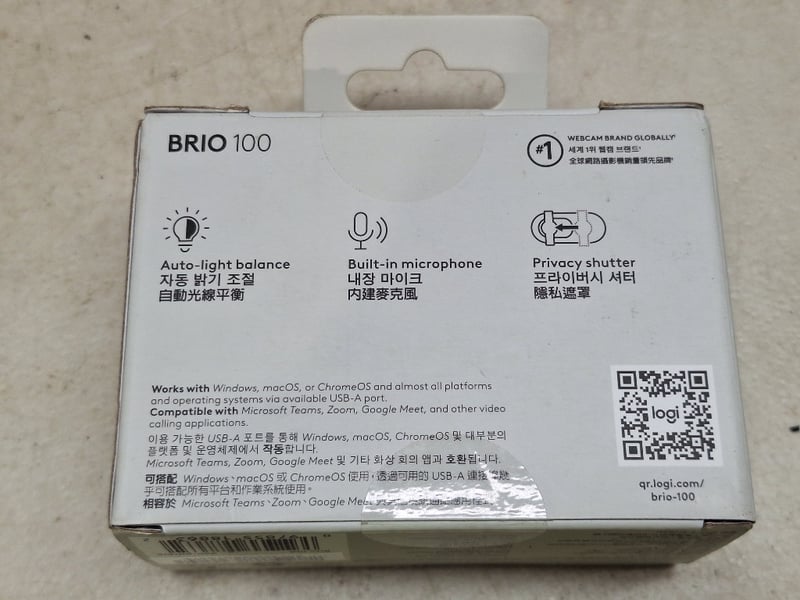 BRIO 100
#1
WEBCAM BRAND GLOBALLY¹
세계 1위 웹캠 브랜드¹
全球網路攝影機銷量領先品牌¹
Auto-light balance
자동 밝기 조절
自動光線平衡
Built-in microphone
내장 마이크
内建麥克風
Privacy shutter
프라이버시 셔터
隱私遮罩
Works with Windows, macOS, or ChromeOS and almost all platforms
and operating systems via available USB-A port.
Compatible with Microsoft Teams, Zoom, Google Meet, and other video
calling applications.
이용 가능한 USB-A 포트를 통해 Windows, macOS, ChromeOS 및 대부분의
플랫폼 및 운영체제에서 작동합니다.
Microsoft Teams, Zoom, Google Meet 및 기타 화상 회의 앱과 호환됩니다.
可搭配 Windows、macOS 或 ChromeOS 使用，透過可用的 USB-A 連接埠幾
乎可搭配所有平台和作業系統使用。
相容於 Microsoft Teams、Zoom、Google Meet
logi
qr.logi.com/
brio-100